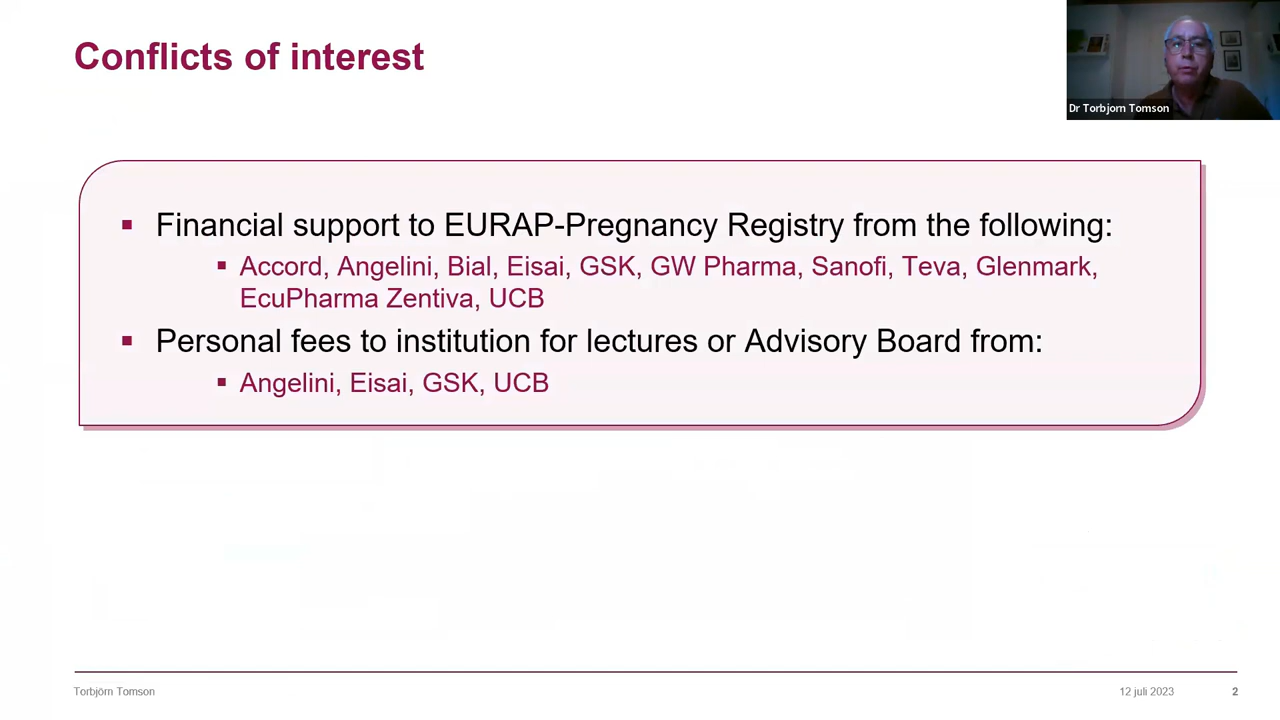 Conflicts of interest
Dr Torbjorn Tomson
Financial support to EURAP-Pregnancy Registry from the following:
Accord, Angelini, Bial, Eisai, GSK, GW Pharma, Sanofi, Teva, Glenmark,
EcuPharma Zentiva, UCB
Personal fees to institution for lectures or Advisory Board from:
Angelini, Eisai, GSK, UCB
Torbjörn Tomson
12 juli 2023
2